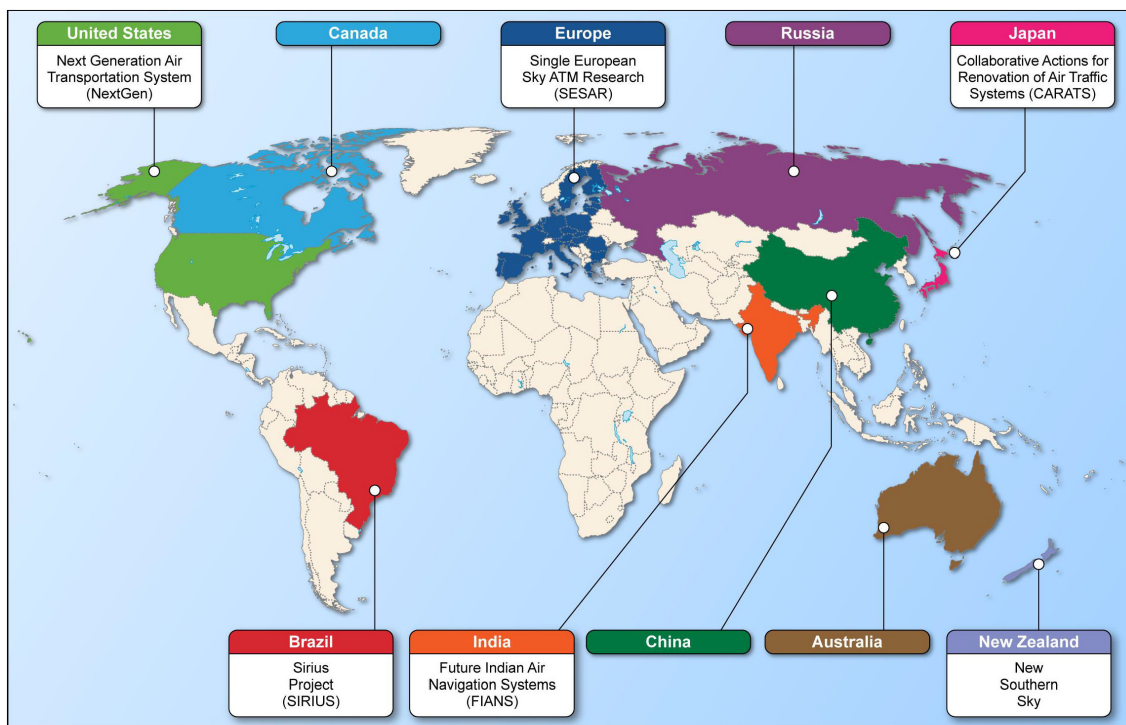 United States
Next Generation Air
Transportation System
(NextGen)
Canada
Europe
Single European
Sky ATM Research
(SESAR)
Russia
Japan
Collaborative Actions for
Renovation of Air Traffic
Systems (CARATS)
Brazil
Sirius
Project
(SIRIUS)
India
Future Indian Air
Navigation Systems
(FIANS)
China
Australia
New Zealand
New
Southern
Sky